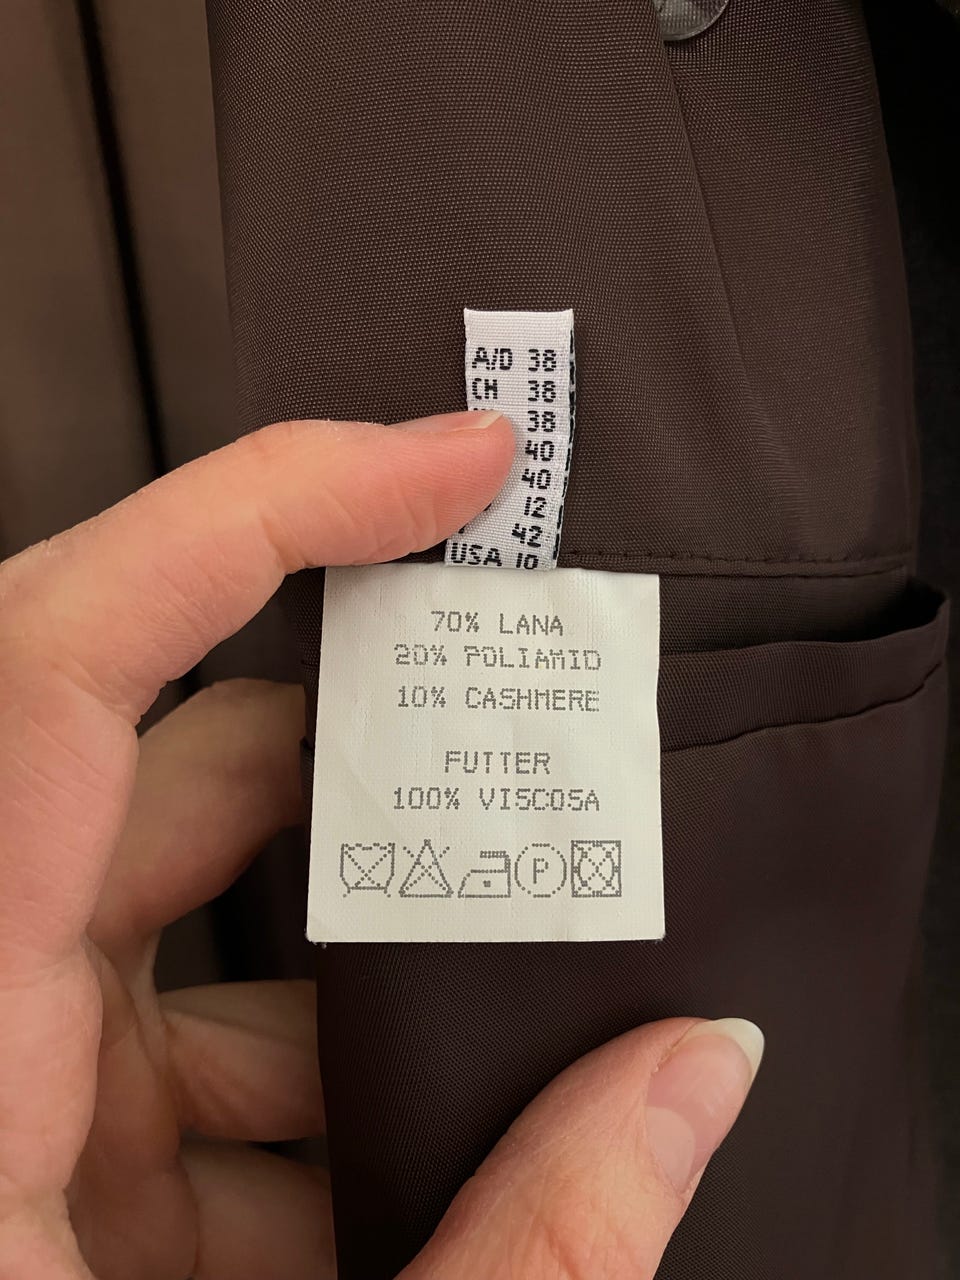 A/D 38
CH 38
38
40
40
12
42
USA 10
70% LANA
20% POLIAMID
10% CASHMERE
FUTTER
100% VISCOSA
P